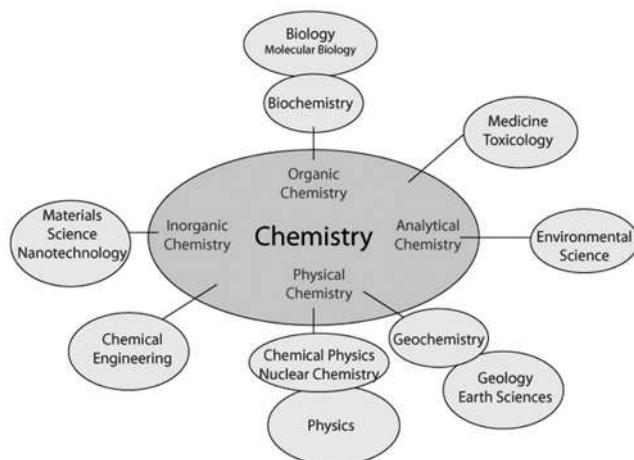 Biology
Molecular Biology
Biochemistry
Medicine
Toxicology
Organic
Chemistry
Materials
Science
Nanotechnology
Inorganic
Chemistry
Chemistry
Analytical
Chemistry
Environmental
Science
Physical
Chemistry
Chemical
Engineering
Chemical Physics
Nuclear Chemistry
Geochemistry
Geology
Earth Sciences
Physics